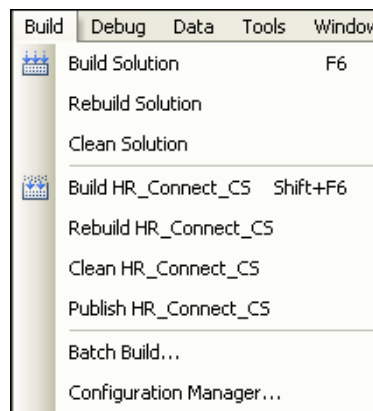 Build Debug Data Tools Window
Build Solution F6
Rebuild Solution
Clean Solution
Build HR_Connect_CS Shift+F6
Rebuild HR_Connect_CS
Clean HR_Connect_CS
Publish HR_Connect_CS
Batch Build...
Configuration Manager...